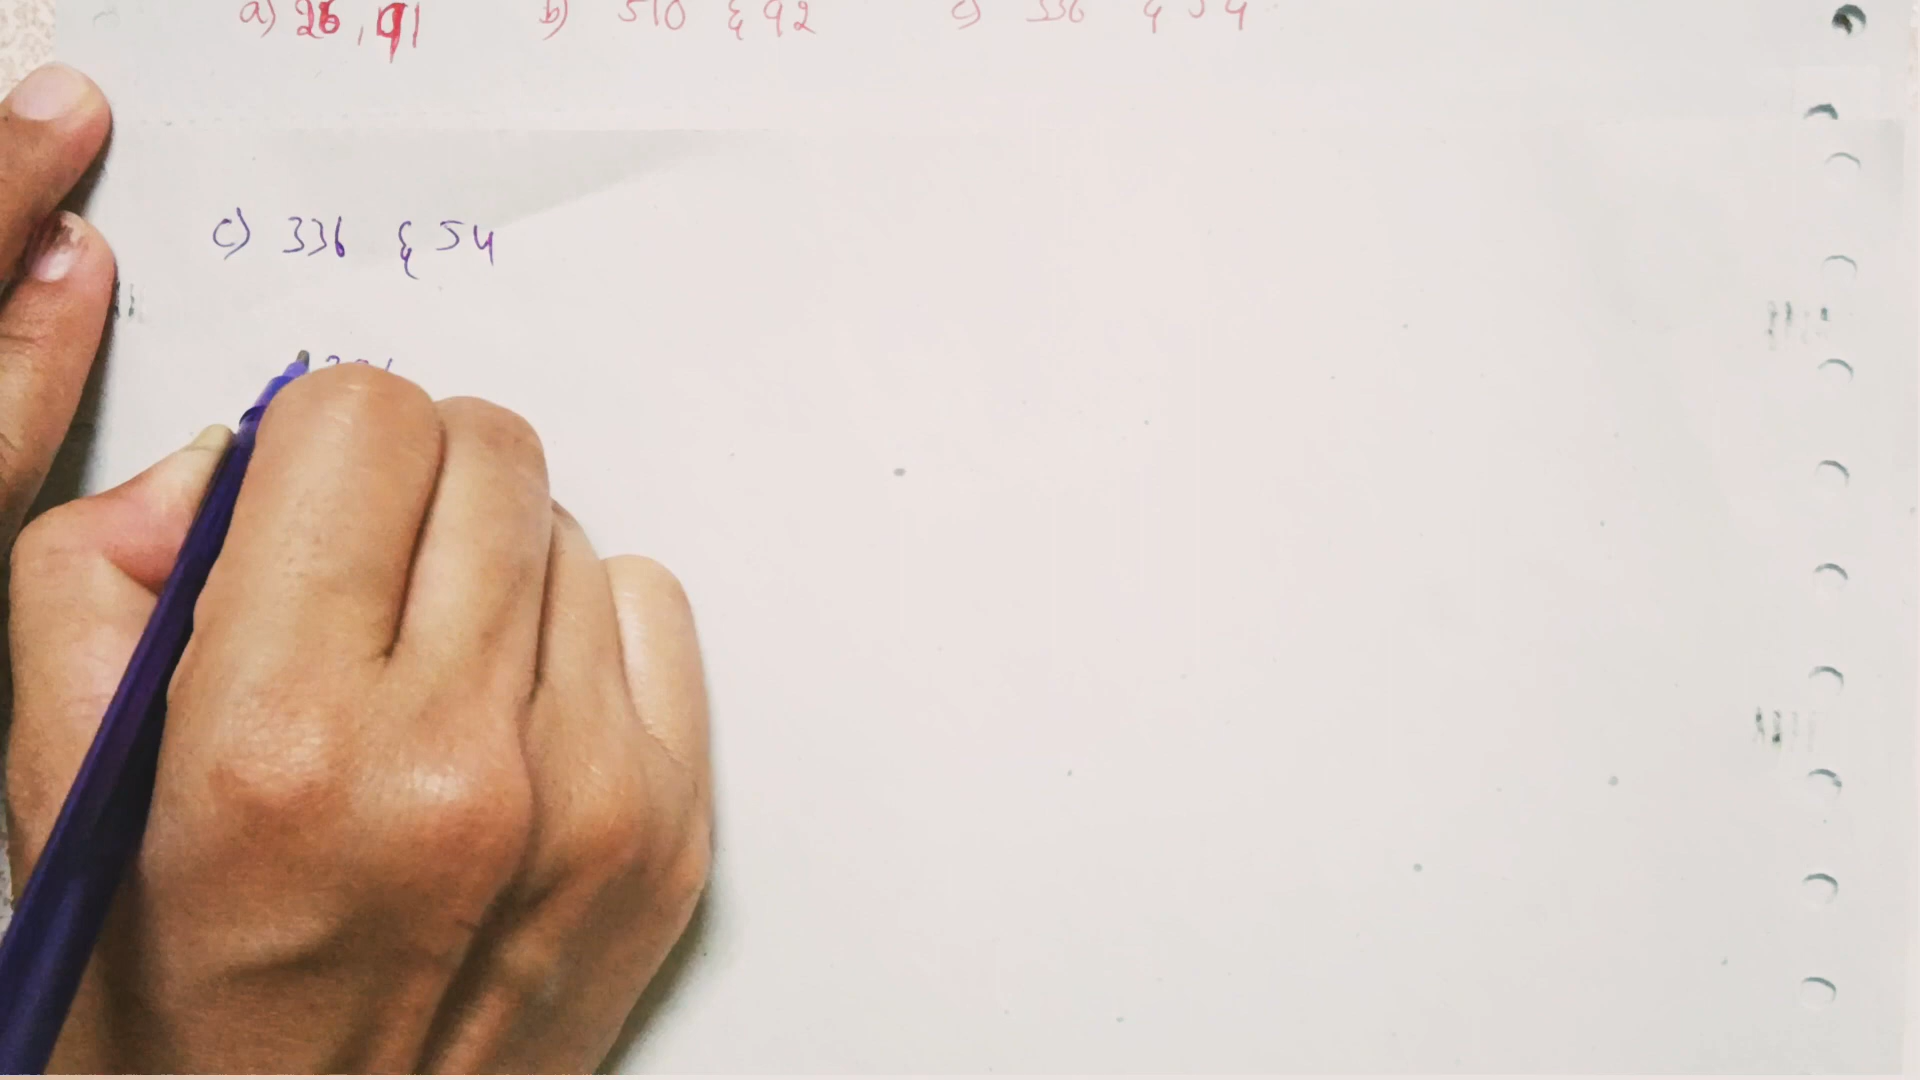 a) 26, 91 b) 510 & 92 c) 336 & 54
c) 336 & 54